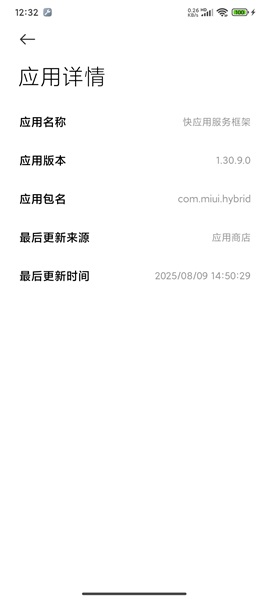 12:32
0.26 KB/s HD 100
应用详情
应用名称 快应用服务框架
应用版本 1.30.9.0
应用包名 com.miui.hybrid
最后更新来源 应用商店
最后更新时间 2025/08/09 14:50:29